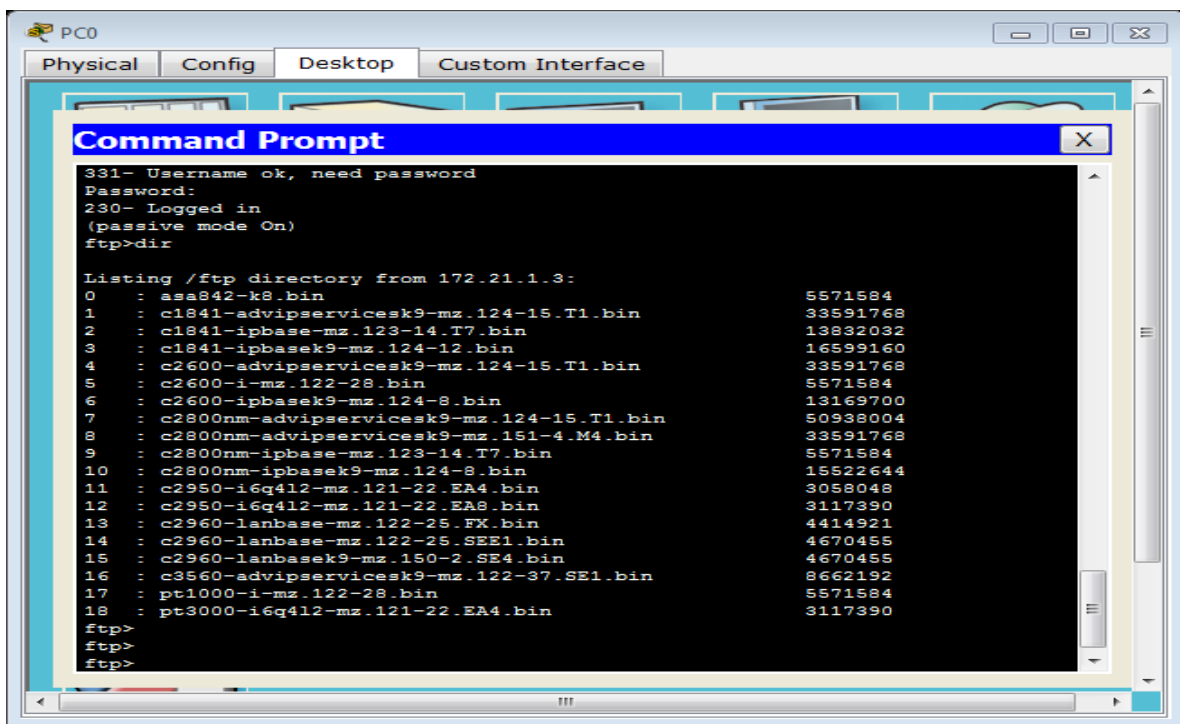 PC0
Physical Config Desktop Custom Interface
Command Prompt X
331- Username ok, need password
Password:
230- Logged in
(passive mode On)
ftp>dir
Listing /ftp directory from 172.21.1.3:
0 : asa842-k8.bin 5571584
1 : c1841-advipservicesk9-mz.124-15.T1.bin 33591768
2 : c1841-ipbase-mz.123-14.T7.bin 13832032
3 : c1841-ipbasek9-mz.124-12.bin 16599160
4 : c2600-advipservicesk9-mz.124-15.T1.bin 33591768
5 : c2600-i-mz.122-28.bin 5571584
6 : c2600-ipbasek9-mz.124-8.bin 13169700
7 : c2800nm-advipservicesk9-mz.124-15.T1.bin 50938004
8 : c2800nm-advipservicesk9-mz.151-4.M4.bin 33591768
9 : c2800nm-ipbase-mz.123-14.T7.bin 5571584
10 : c2800nm-ipbasek9-mz.124-8.bin 15522644
11 : c2950-i6q4l2-mz.121-22.EA4.bin 3058048
12 : c2950-i6q4l2-mz.121-22.EA8.bin 3117390
13 : c2960-lanbase-mz.122-25.FX.bin 4414921
14 : c2960-lanbase-mz.122-25.SEE1.bin 4670455
15 : c2960-lanbasek9-mz.150-2.SE4.bin 4670455
16 : c3560-advipservicesk9-mz.122-37.SE1.bin 8662192
17 : pt1000-i-mz.122-28.bin 5571584
18 : pt3000-i6q4l2-mz.121-22.EA4.bin 3117390
ftp>
ftp>
ftp>